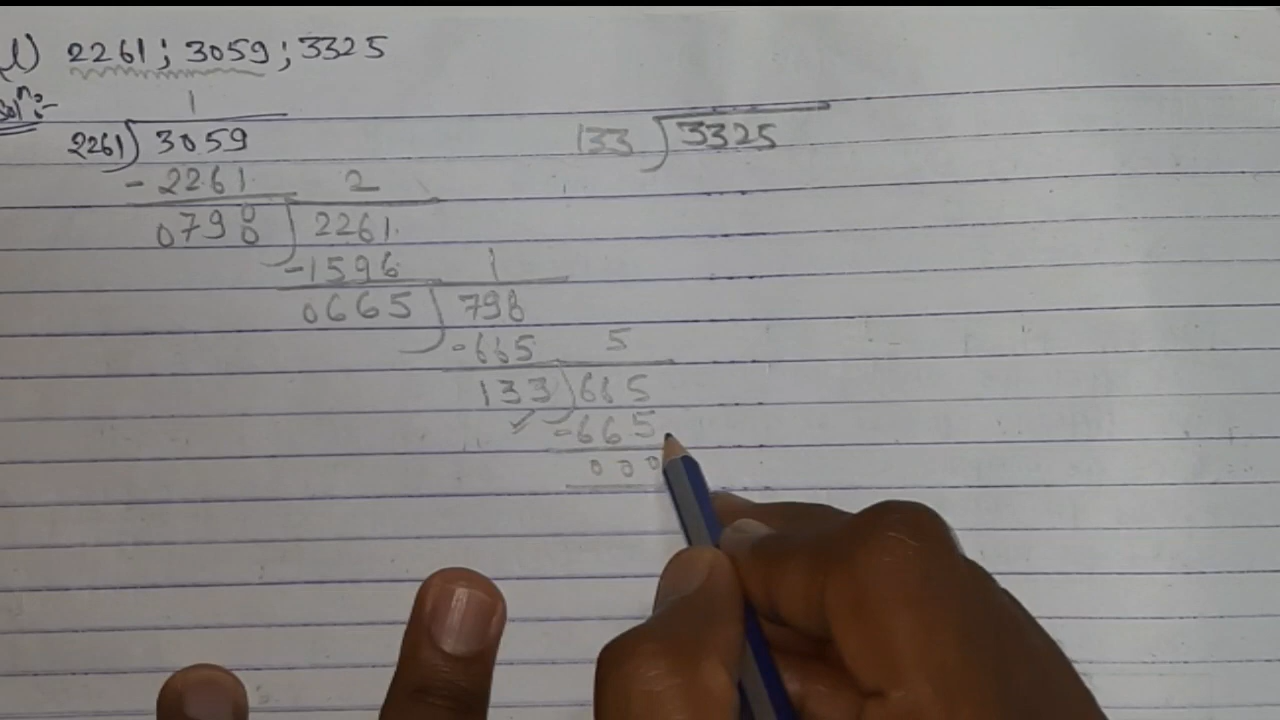 l) 2261 ; 3059 ; 3325
Solⁿ:-
1
2261 ) 3059
133 ) 3325
- 2261 2
0798 ) 2261
- 1596 1
0665 ) 798
- 665 5
133 ) 665
- 665
000